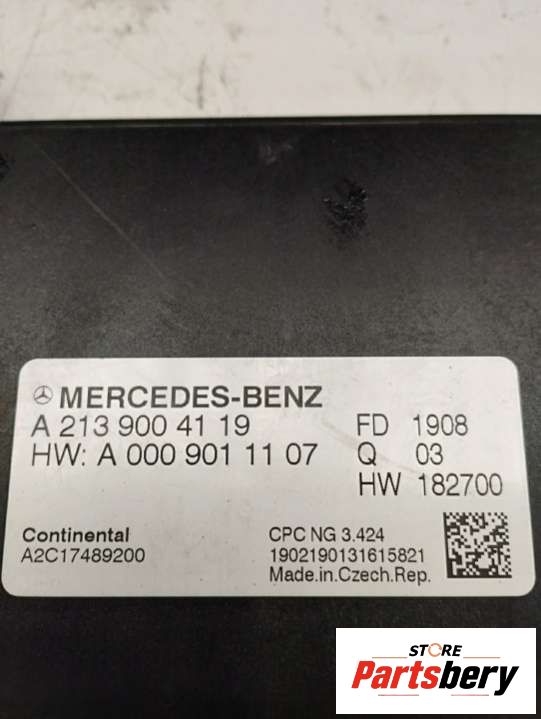 MERCEDES-BENZ
A 213 900 41 19 FD 1908
HW: A 000 901 11 07 Q 03
HW 182700
Continental CPC NG 3.424
A2C17489200 1902190131615821
Made.in.Czech.Rep.
STORE
Partsbery